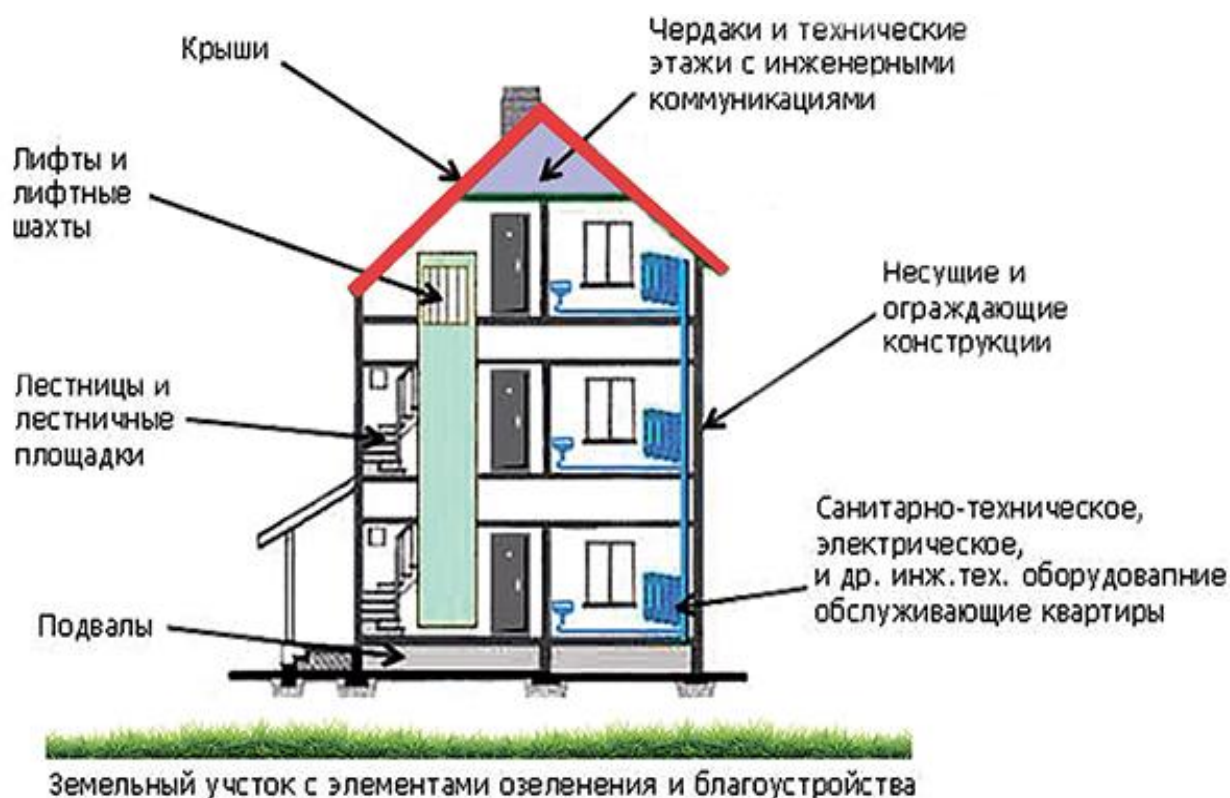 Крыши
Чердаки и технические
этажи с инженерными
коммуникациями
Лифты и
лифтные
шахты
Несущие и
ограждающие
конструкции
Лестницы и
лестничные
площадки
Санитарно-техническое,
электрическое,
и др. инж.тех. оборудовапние
обслуживающие квартиры
Подвалы
Земельный усток с элементами озеленения и благоустройства